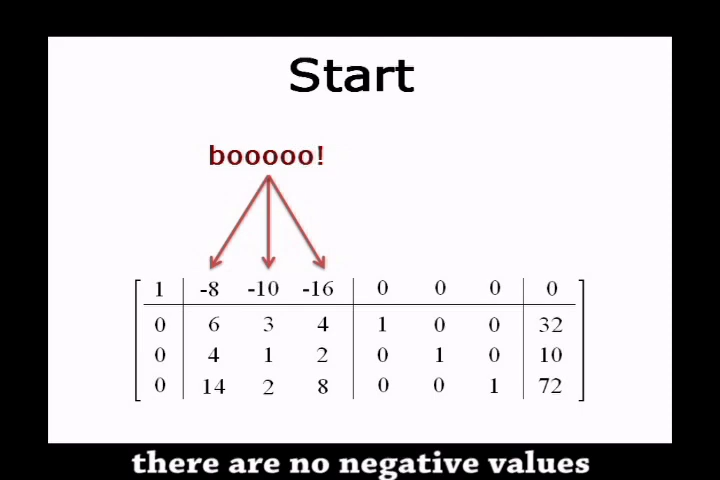 Start
booooo!
1 -8 -10 -16 0 0 0 0
0 6 3 4 1 0 0 32
0 4 1 2 0 1 0 10
0 14 2 8 0 0 1 72
there are no negative values